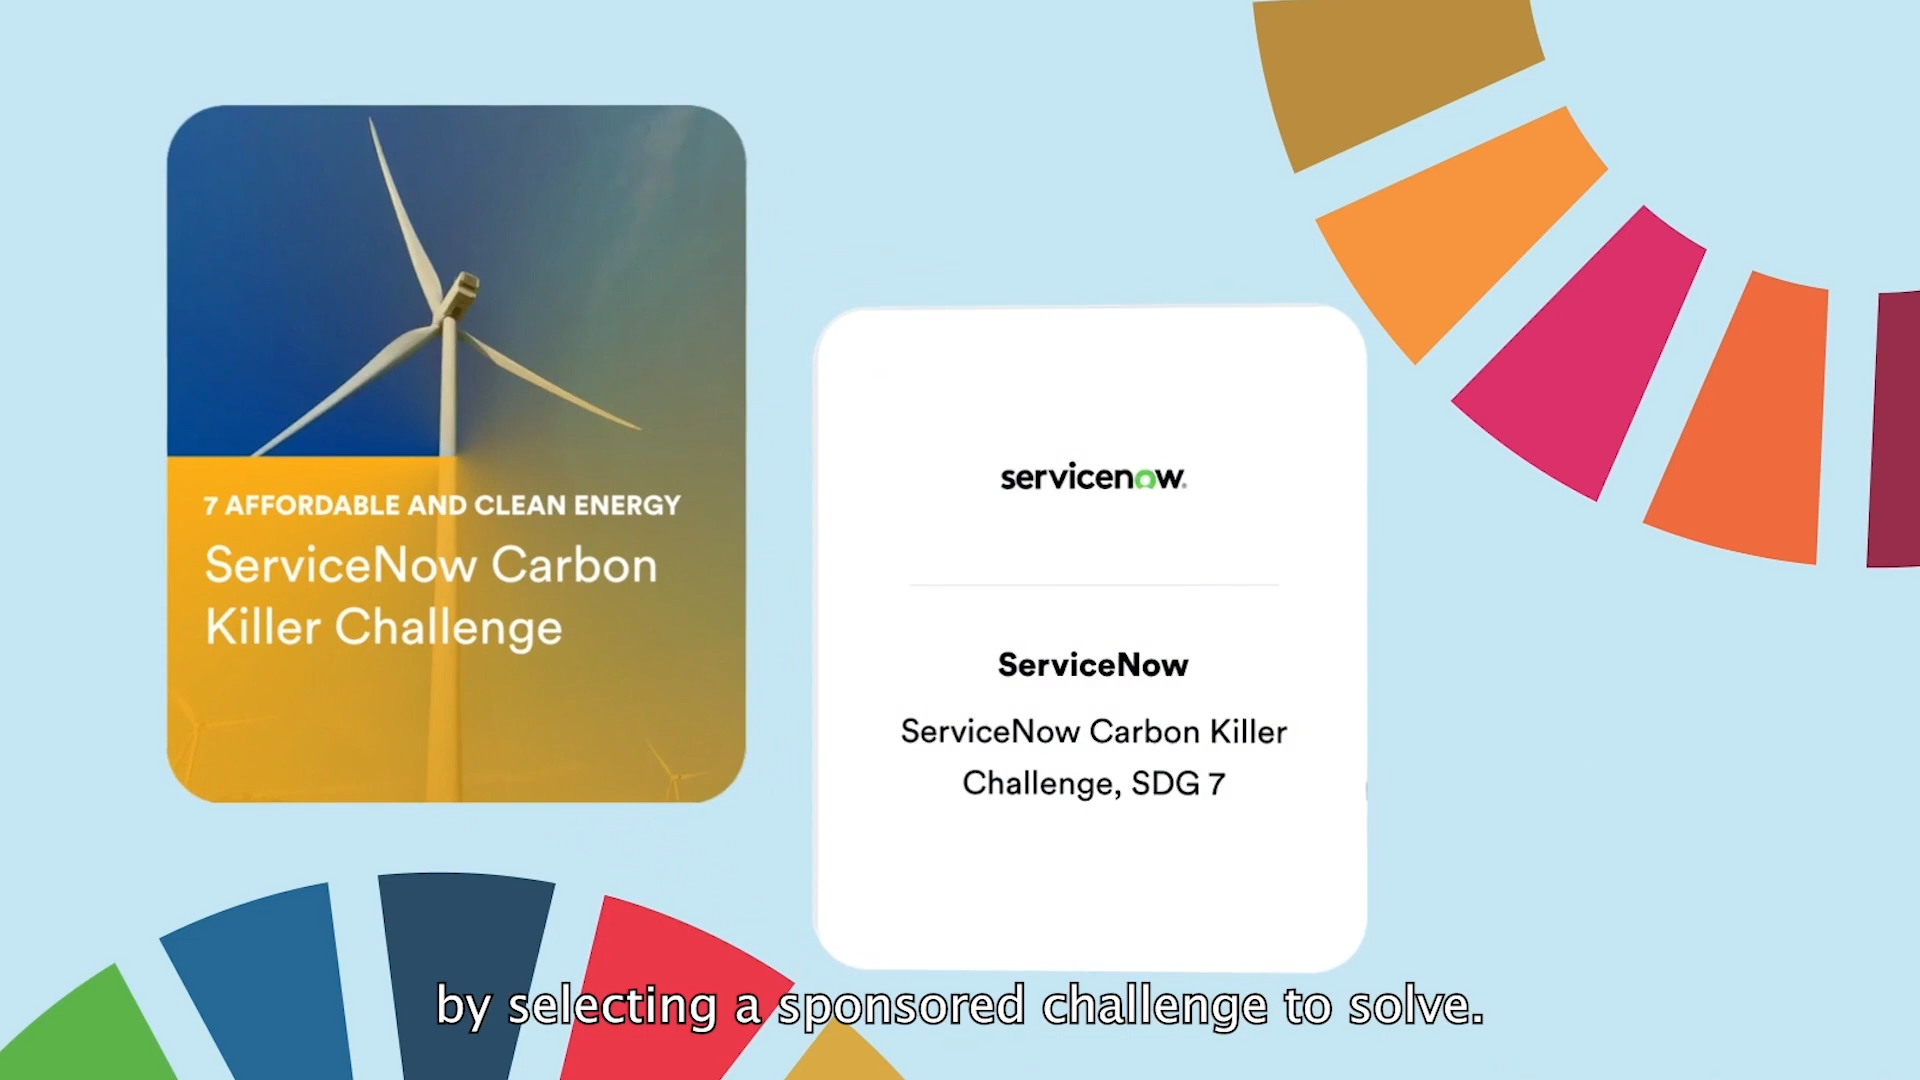 7 AFFORDABLE AND CLEAN ENERGY
ServiceNow Carbon
Killer Challenge
servicenow.
ServiceNow
ServiceNow Carbon Killer
Challenge, SDG 7
by selecting a sponsored challenge to solve.